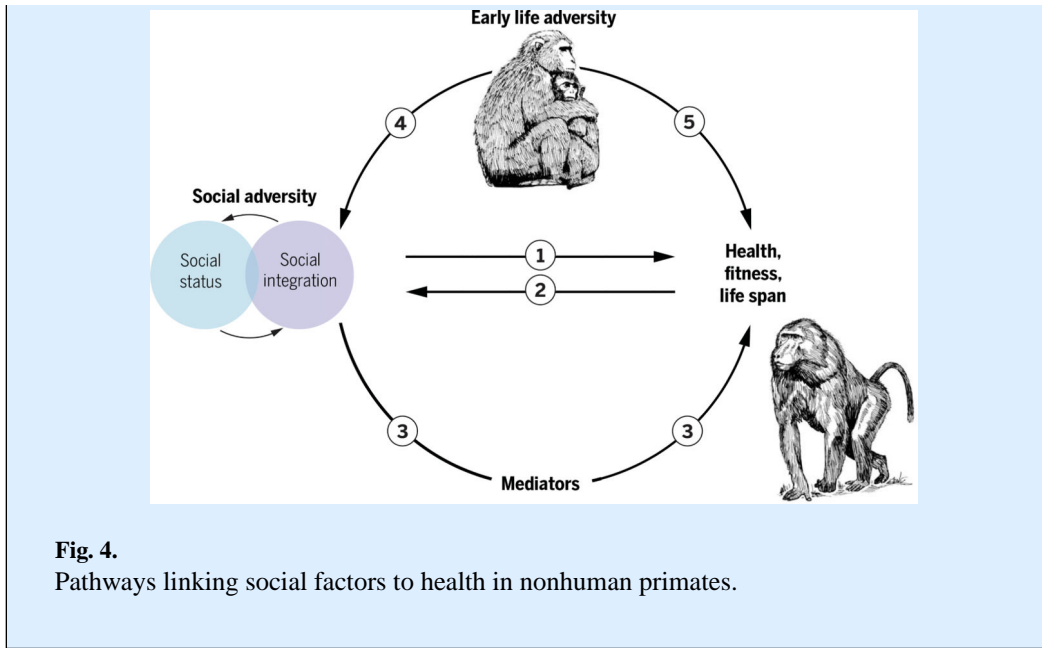 Early life adversity
4
5
Social adversity
Social
status
Social
integration
1
2
Health,
fitness,
life span
3
3
Mediators
Fig. 4.
Pathways linking social factors to health in nonhuman primates.